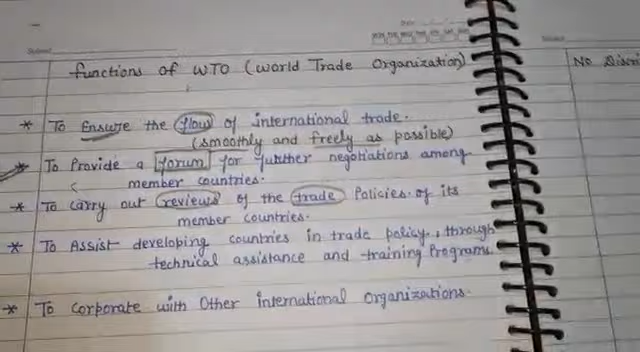 functions of WTO (World Trade Organization)
* To Ensure the flow of international trade.
(smoothly and freely as possible)
* To Provide a forum for further negotiations among
member countries.
* To carry out reviews of the trade Policies of its
member countries.
* To Assist developing countries in trade policy, through
technical assistance and training Programs.
* To Corporate with Other international organizations.
No